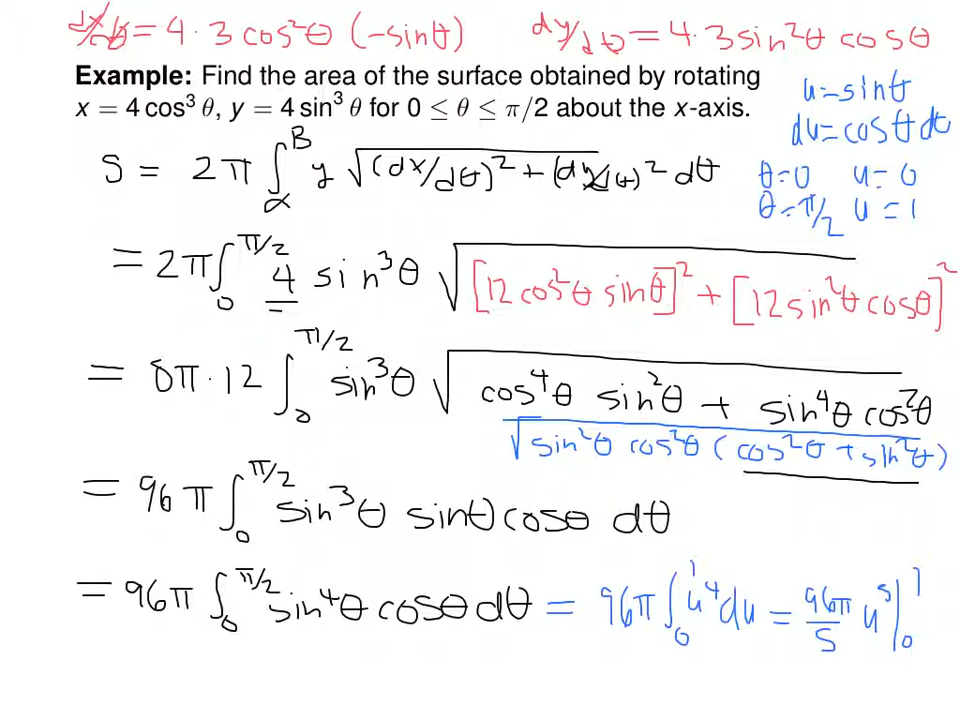 dx/dθ = 4·3 cos²θ (-sinθ) dy/dθ = 4·3 sin²θ cosθ
Example: Find the area of the surface obtained by rotating
x = 4 cos³ θ, y = 4 sin³ θ for 0 ≤ θ ≤ π/2 about the x-axis.
u = sinθ
du = cosθ dθ
θ=0 u=0
θ=π/2 u=1
S = 2π ∫_α^B y √((dx/dθ)² + (dy/dθ)²) dθ
= 2π ∫_0^{π/2} 4 sin³θ √([12 cos²θ sinθ]² + [12 sin²θ cosθ]²)
= 8π·12 ∫_0^{π/2} sin³θ √(cos⁴θ sin²θ + sin⁴θ cos²θ)
√(sin²θ cos²θ (cos²θ + sin²θ))
= 96π ∫_0^{π/2} sin³θ sinθ cosθ dθ
= 96π ∫_0^{π/2} sin⁴θ cosθ dθ = 96π ∫_0^1 u⁴ du = 96π/5 u⁵ |_0^1